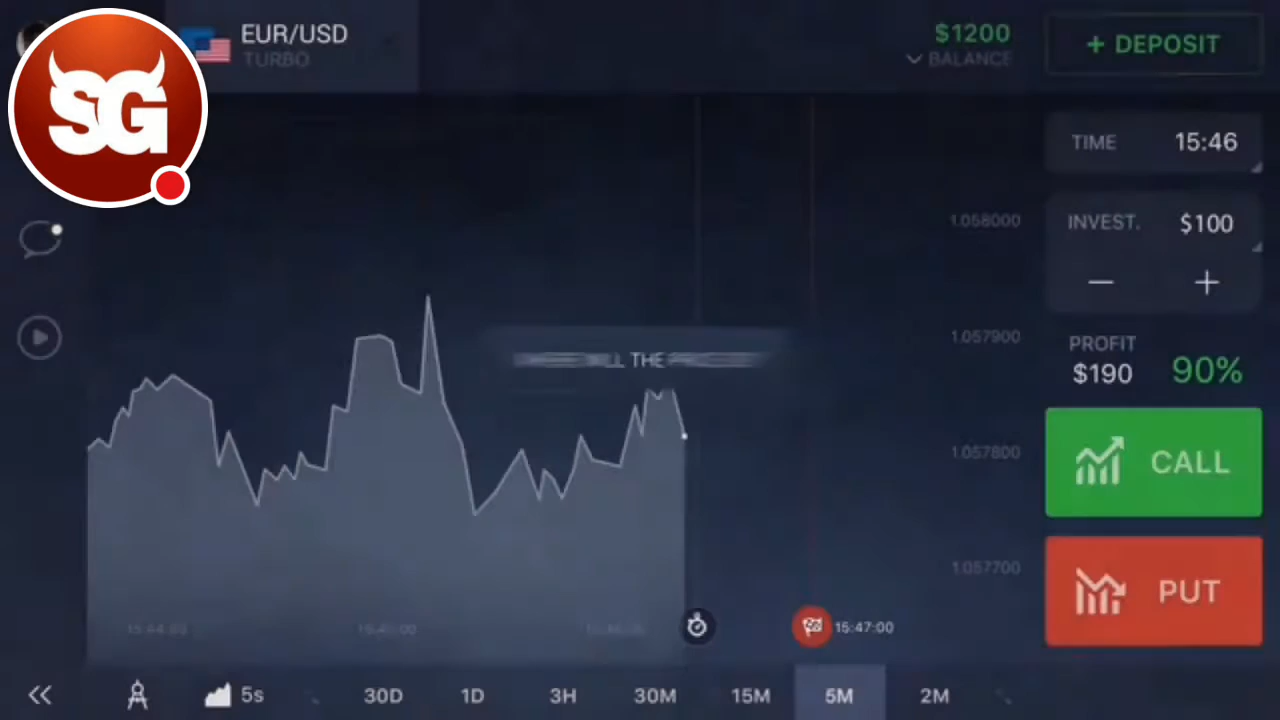 SG
EUR/USD
TURBO
$1200
BALANCE
+ DEPOSIT
TIME 15:46
INVEST. $100
− +
PROFIT
$190 90%
CALL
PUT
1.058000
1.057900
THE
1.057800
1.057700
15:47:00
5s 30D 1D 3H 30M 15M 5M 2M